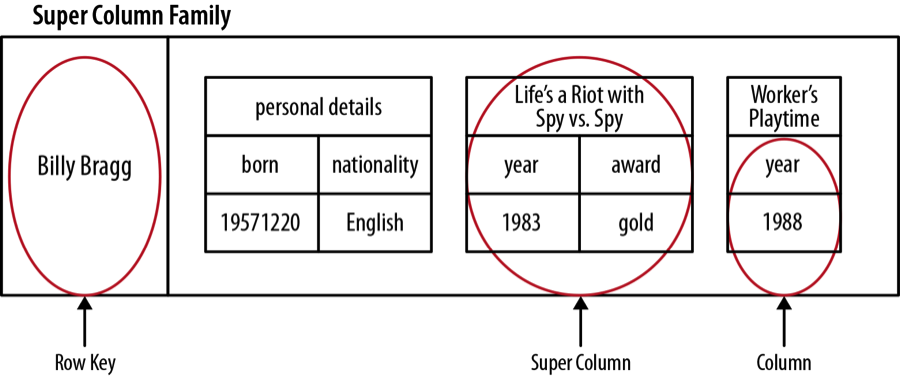 Super Column Family
Billy Bragg
personal details
born nationality
19571220 English
Life's a Riot with
Spy vs. Spy
year award
1983 gold
Worker's
Playtime
year
1988
Row Key
Super Column
Column